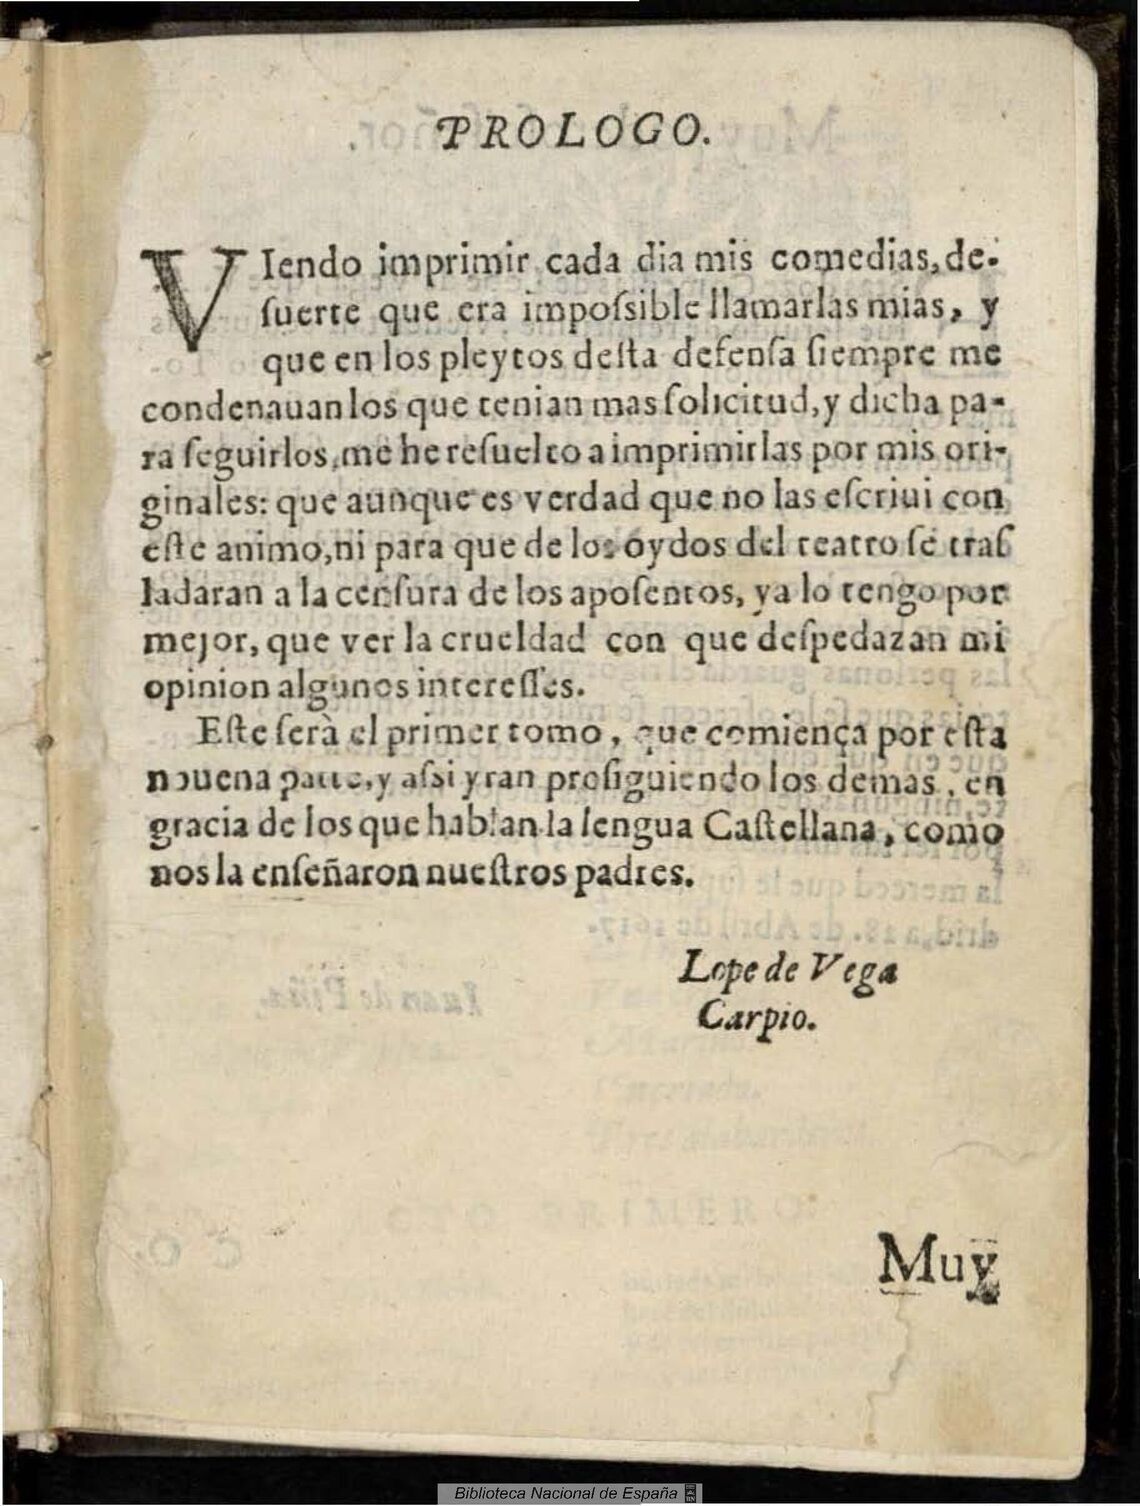 PROLOGO.
VIendo imprimir cada dia mis comedias, de
suerte que era impoſsible llamarlas mias, y
que en los pleytos deſta defenſa ſiempre me
condenauan los que tenian mas ſolicitud, y dicha pa-
ra ſeguirlos, me he reſuelto a imprimirlas por mis ori-
ginales: que aunque es verdad que no las eſcriui con
eſte animo, ni para que de los oydos del teatro ſe traſ
ladaran a la cenſura de los apoſentos, ya lo tengo por
mejor, que ver la crueldad con que deſpedazan mi
opinion algunos intereſſes.
Eſte ſerà el primer tomo, que comiença por eſta
nouena parte, y aſsi yran proſiguiendo los demas, en
gracia de los que hablan la lengua Caſtellana, como
nos la enſeñaron nueſtros padres.
Lope de Vega
Carpio.
Muy
Biblioteca Nacional de España